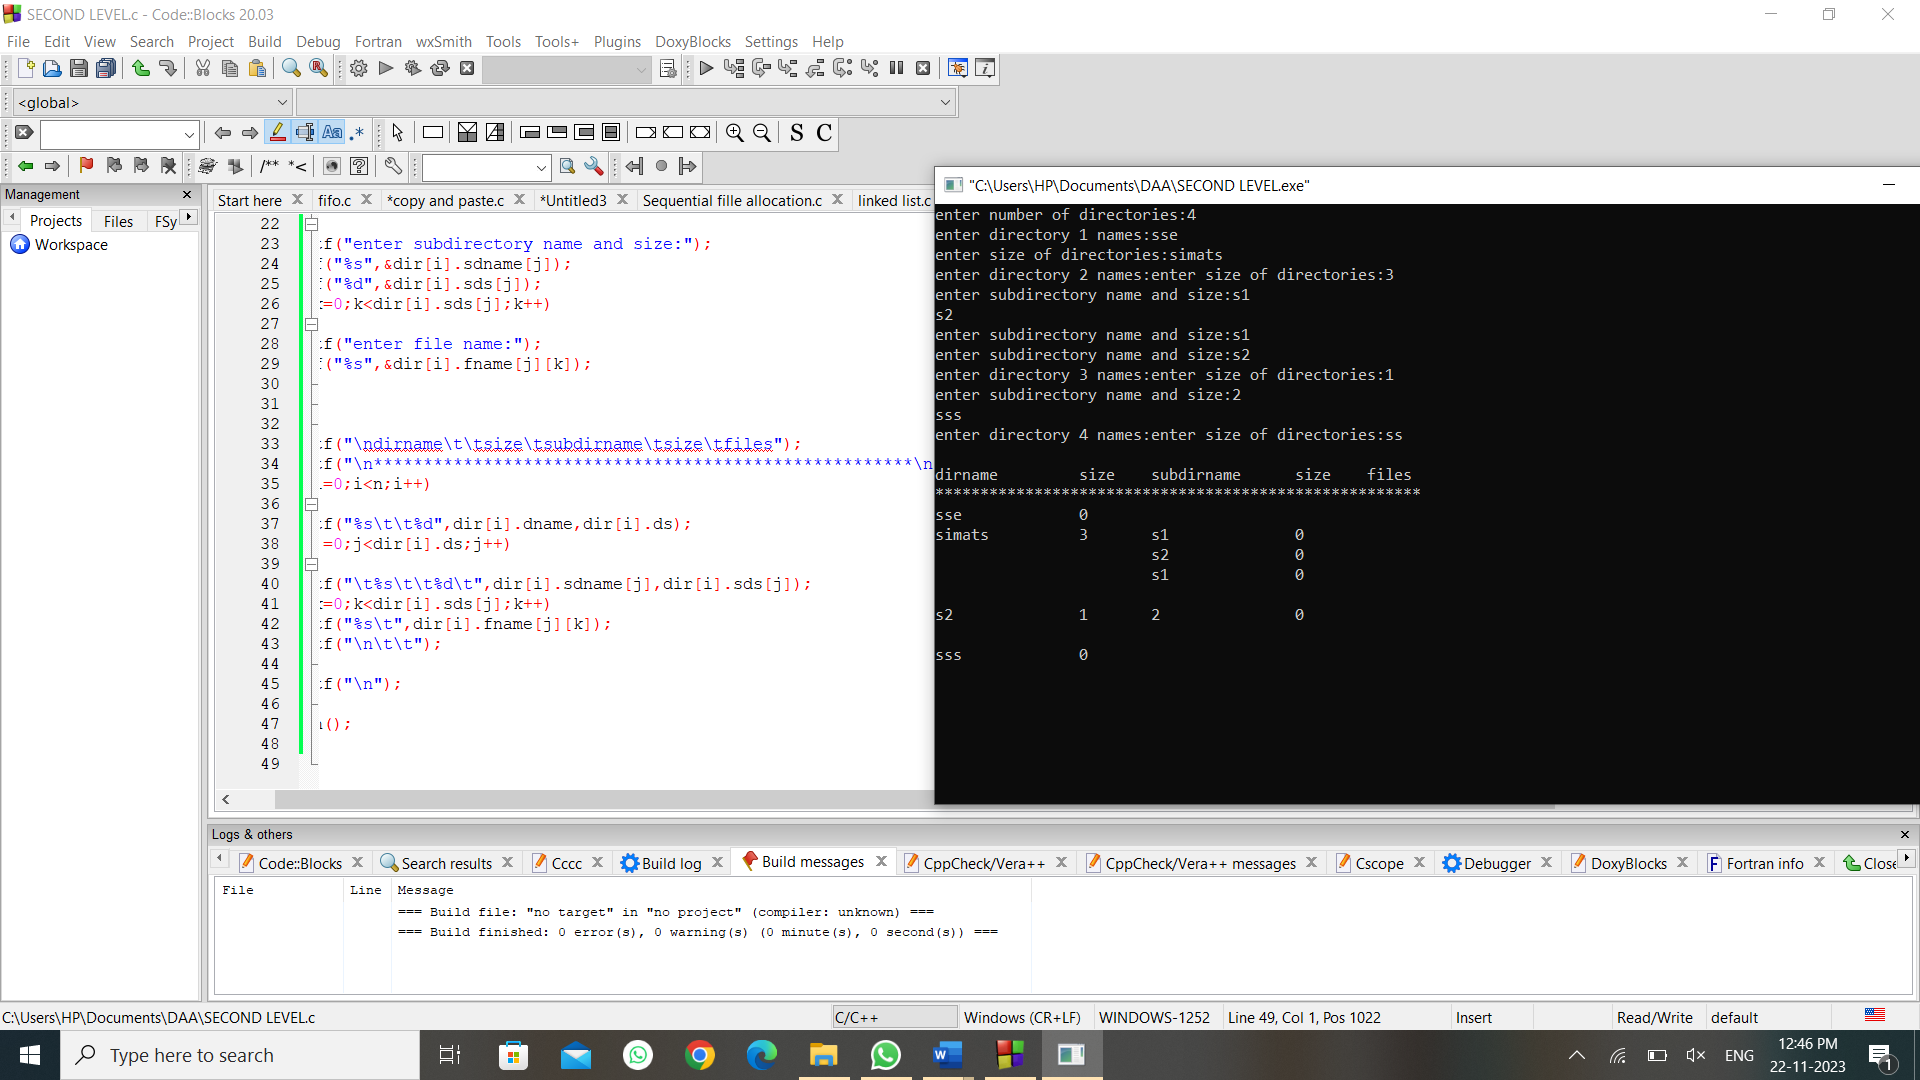 SECOND LEVEL.c - Code::Blocks 20.03
File Edit View Search Project Build Debug Fortran wxSmith Tools Tools+ Plugins DoxyBlocks Settings Help
<global>
Aa .* S C
/** *<
Management
Projects Files FSy
Workspace
Start here fifo.c *copy and paste.c *Untitled3 Sequential fille allocation.c linked list.c
22
23 f("enter subdirectory name and size:");
24 ("%s",&dir[i].sdname[j]);
25 ("%d",&dir[i].sds[j]);
26 =0;k<dir[i].sds[j];k++)
27
28 f("enter file name:");
29 ("%s",&dir[i].fname[j][k]);
30
31
32
33 f("\ndirname\t\tsize\tsubdirname\tsize\tfiles");
34 f("\n******************************************************\n
35 =0;i<n;i++)
36
37 f("%s\t\t%d",dir[i].dname,dir[i].ds);
38 =0;j<dir[i].ds;j++)
39
40 f("\t%s\t\t%d\t",dir[i].sdname[j],dir[i].sds[j]);
41 =0;k<dir[i].sds[j];k++)
42 f("%s\t",dir[i].fname[j][k]);
43 f("\n\t\t");
44
45 f("\n");
46
47 ();
48
49
"C:\Users\HP\Documents\DAA\SECOND LEVEL.exe"
enter number of directories:4
enter directory 1 names:sse
enter size of directories:simats
enter directory 2 names:enter size of directories:3
enter subdirectory name and size:s1
s2
enter subdirectory name and size:s1
enter subdirectory name and size:s2
enter directory 3 names:enter size of directories:1
enter subdirectory name and size:2
sss
enter directory 4 names:enter size of directories:ss
dirname size subdirname size files
******************************************************
sse 0
simats 3 s1 0
s2 0
s1 0
s2 1 2 0
sss 0
Logs & others
Code::Blocks Search results Cccc Build log Build messages CppCheck/Vera++ CppCheck/Vera++ messages Cscope Debugger DoxyBlocks Fortran info Close
File Line Message
=== Build file: "no target" in "no project" (compiler: unknown) ===
=== Build finished: 0 error(s), 0 warning(s) (0 minute(s), 0 second(s)) ===
C:\Users\HP\Documents\DAA\SECOND LEVEL.c C/C++ Windows (CR+LF) WINDOWS-1252 Line 49, Col 1, Pos 1022 Insert Read/Write default
Type here to search
ENG
12:46 PM
22-11-2023
1